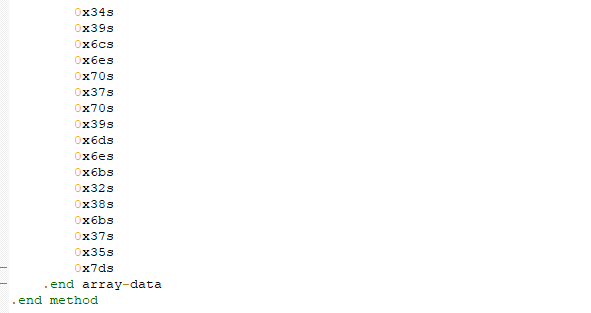 0x34s
0x39s
0x6cs
0x6es
0x70s
0x37s
0x70s
0x39s
0x6ds
0x6es
0x6bs
0x32s
0x38s
0x6bs
0x37s
0x35s
0x7ds
.end array-data
.end method